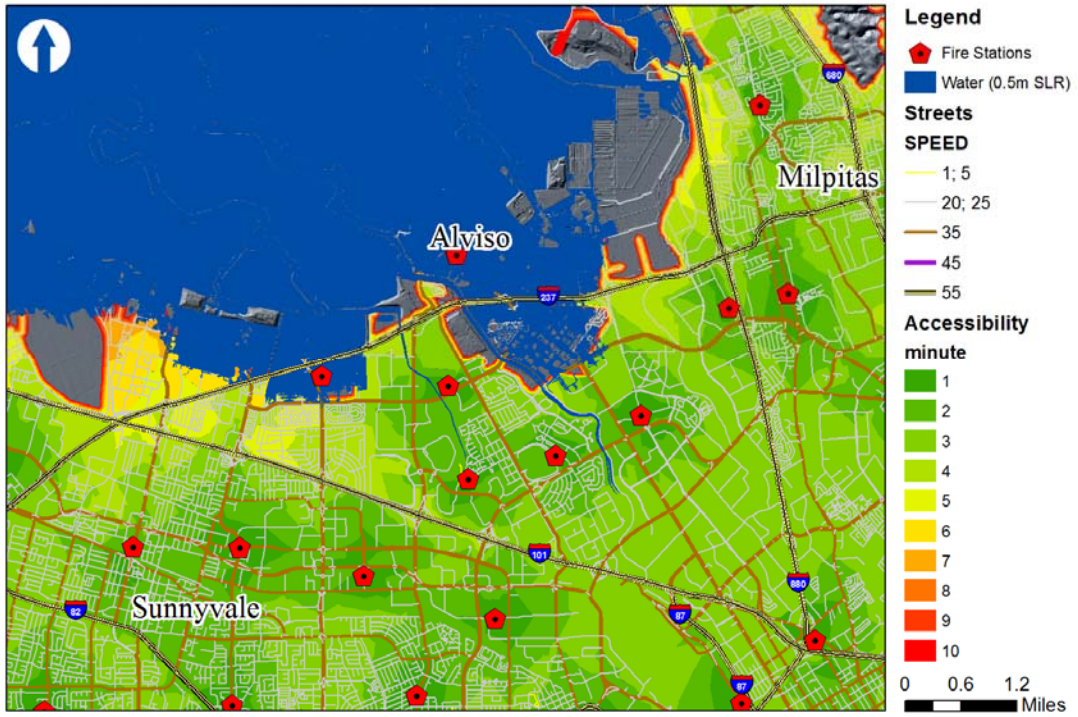 Legend
Fire Stations
Water (0.5m SLR)
Streets
SPEED
1; 5
20; 25
35
45
55
Accessibility
minute
1
2
3
4
5
6
7
8
9
10
0 0.6 1.2
Miles
680
Milpitas
Alviso
237
101
Sunnyvale
82
880
87
87